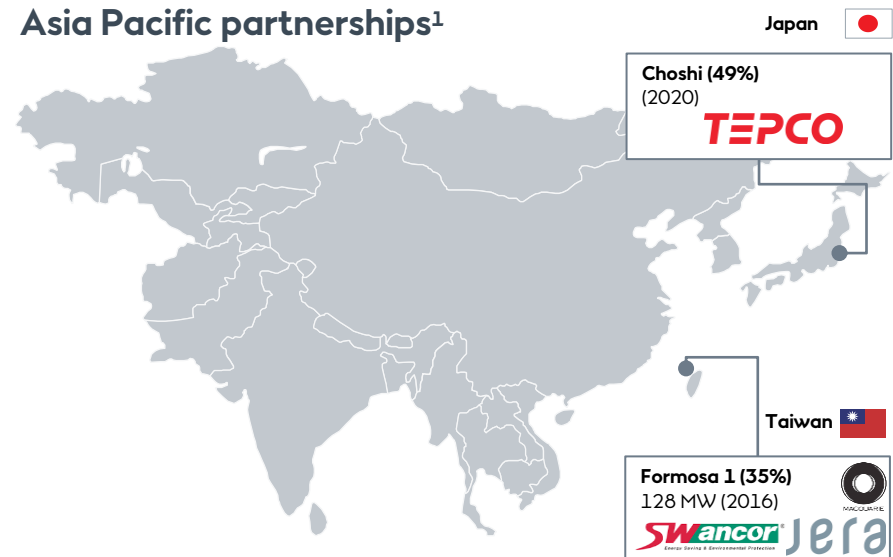 Asia Pacific partnerships¹
Japan
Choshi (49%)
(2020)
TEPCO
Taiwan
Formosa 1 (35%)
128 MW (2016)
MACQUARIE
SWancor
Energy Saving & Environmental Protection
Jera